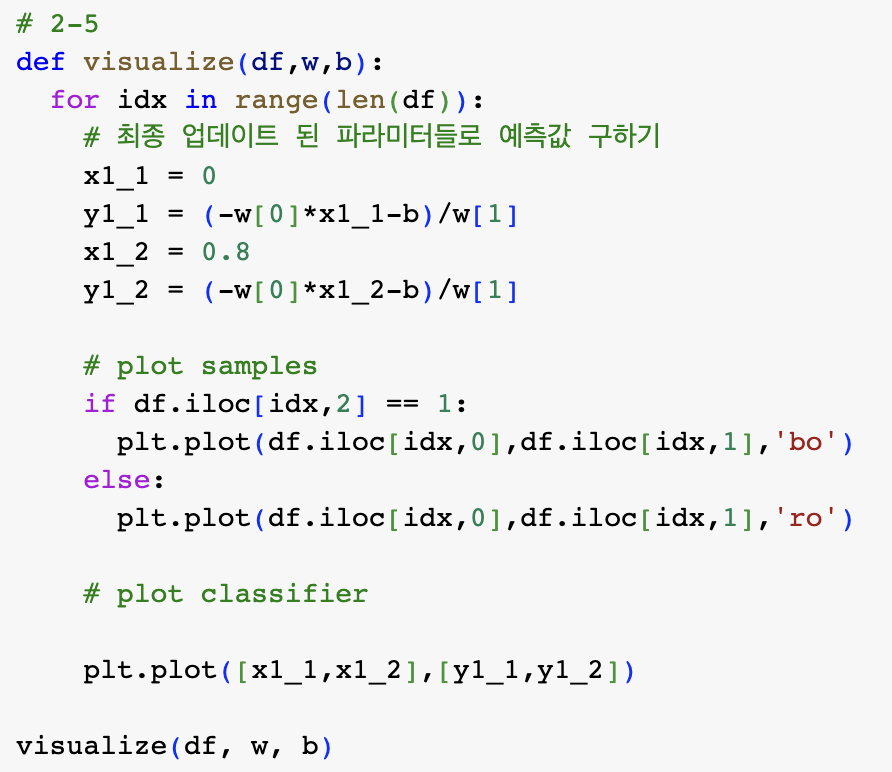 # 2-5
def visualize(df,w,b):
  for idx in range(len(df)):
    # 최종 업데이트 된 파라미터들로 예측값 구하기
    x1_1 = 0
    y1_1 = (-w[0]*x1_1-b)/w[1]
    x1_2 = 0.8
    y1_2 = (-w[0]*x1_2-b)/w[1]

    # plot samples
    if df.iloc[idx,2] == 1:
      plt.plot(df.iloc[idx,0],df.iloc[idx,1],'bo')
    else:
      plt.plot(df.iloc[idx,0],df.iloc[idx,1],'ro')

    # plot classifier

    plt.plot([x1_1,x1_2],[y1_1,y1_2])

visualize(df, w, b)